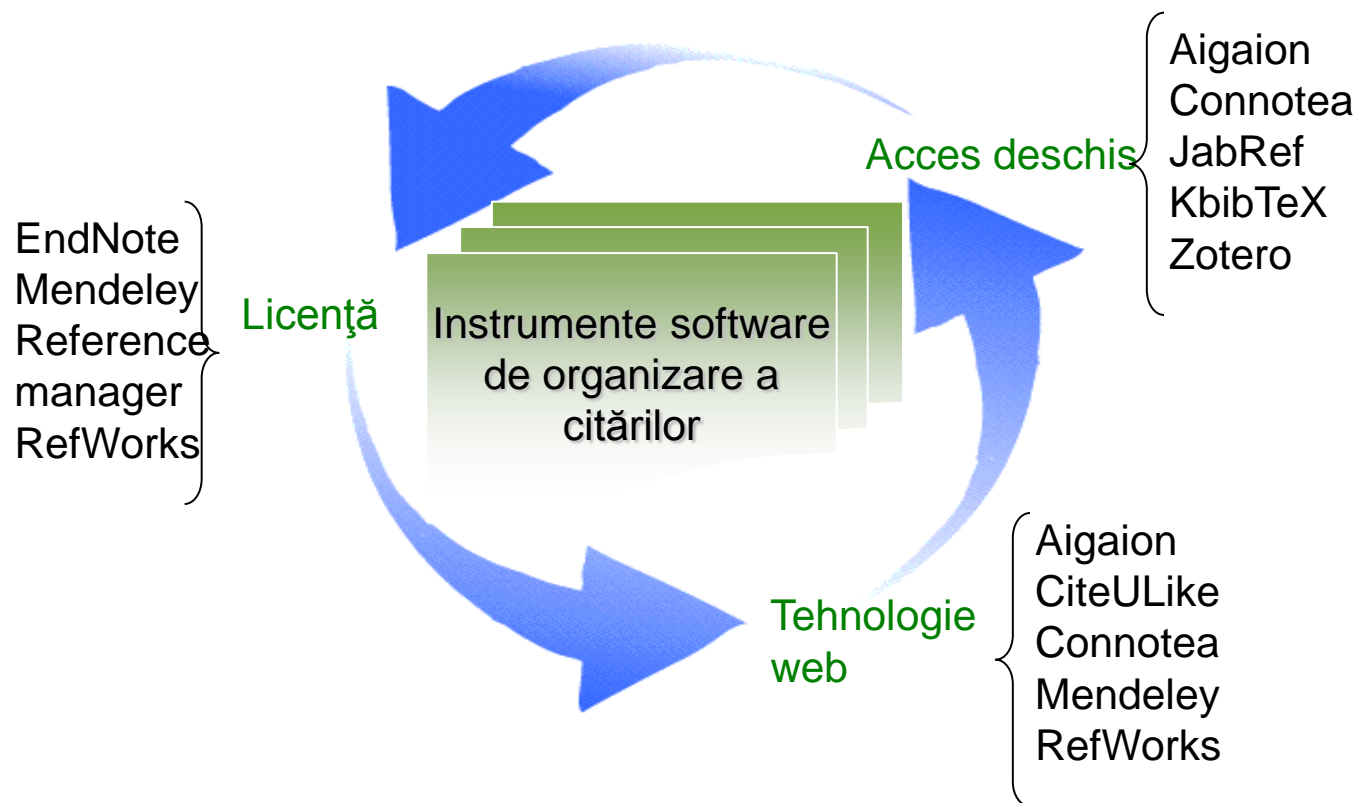 Aigaion
Connotea
JabRef
KbibTeX
Zotero
Acces deschis
EndNote
Mendeley
Reference
manager
RefWorks
Licenţă
Instrumente software
de organizare a
citărilor
Tehnologie
web
Aigaion
CiteULike
Connotea
Mendeley
RefWorks